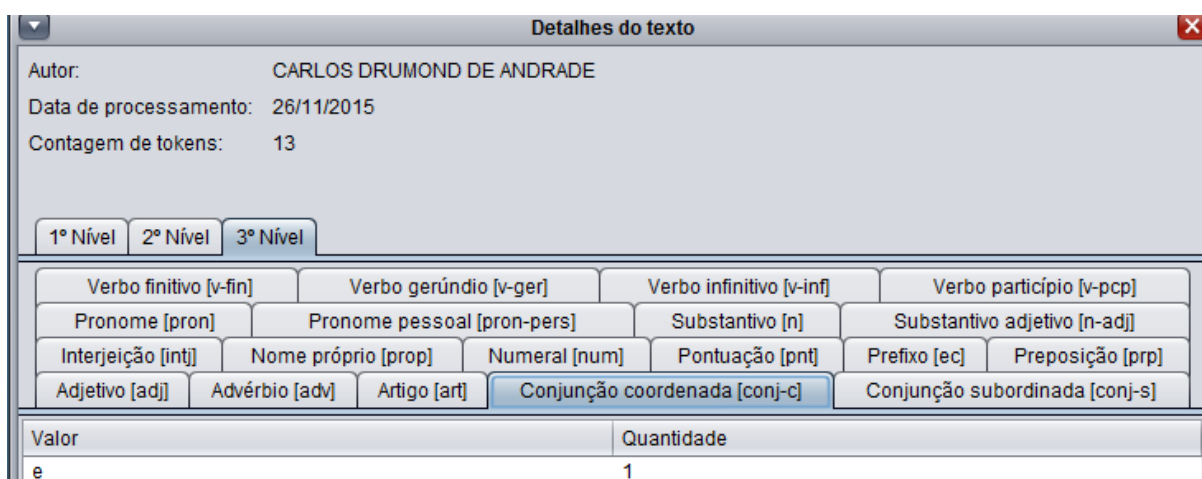 Detalhes do texto
Autor: CARLOS DRUMOND DE ANDRADE
Data de processamento: 26/11/2015
Contagem de tokens: 13
1º Nível 2º Nível 3º Nível
Verbo finitivo [v-fin] Verbo gerúndio [v-ger] Verbo infinitivo [v-inf] Verbo particípio [v-pcp]
Pronome [pron] Pronome pessoal [pron-pers] Substantivo [n] Substantivo adjetivo [n-adj]
Interjeição [intj] Nome próprio [prop] Numeral [num] Pontuação [pnt] Prefixo [ec] Preposição [prp]
Adjetivo [adj] Advérbio [adv] Artigo [art] Conjunção coordenada [conj-c] Conjunção subordinada [conj-s]
Valor Quantidade
e 1